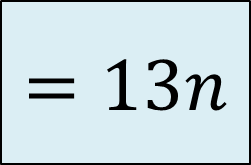 = 13n